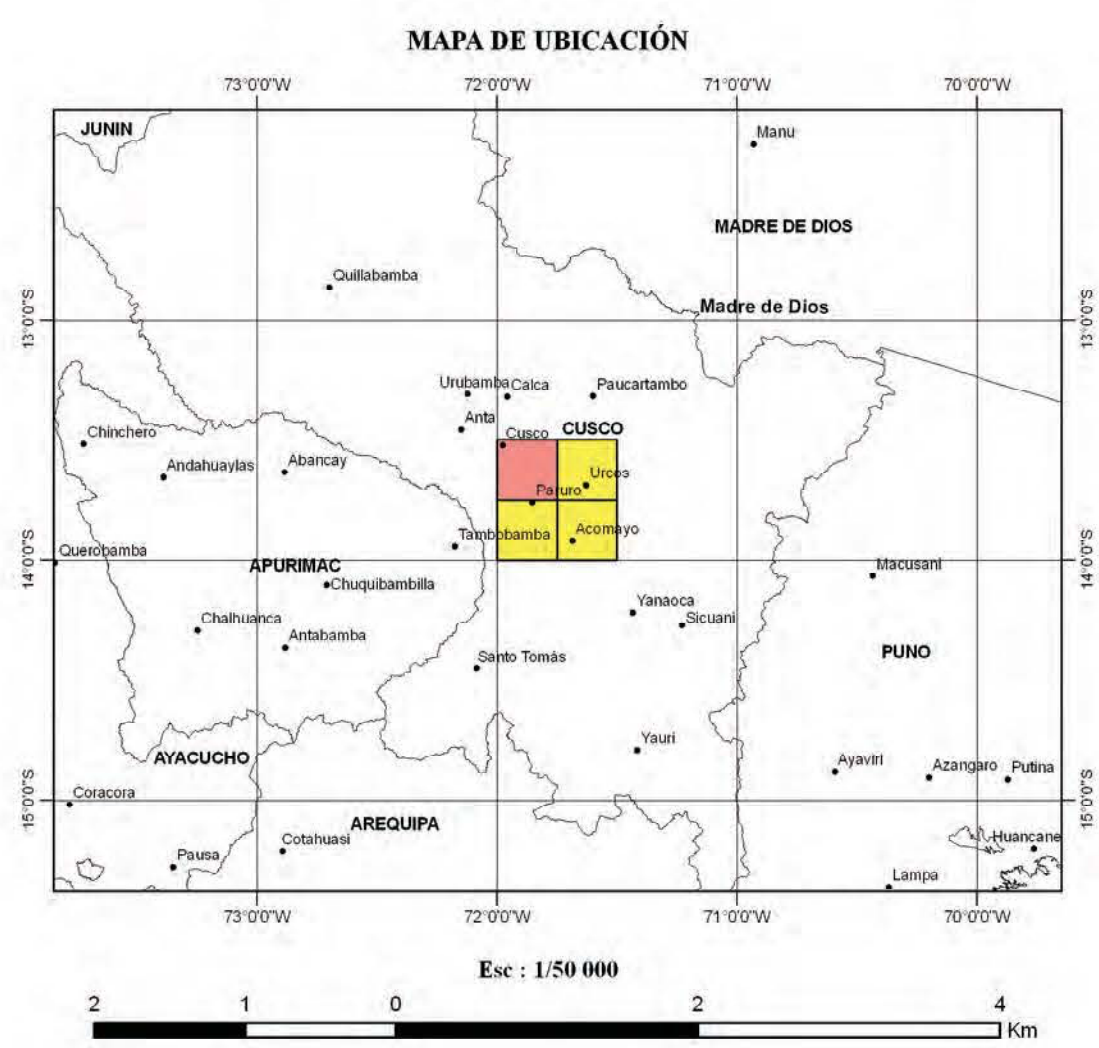 MAPA DE UBICACIÓN
73°0'0"W 72°0'0"W 71°0'0"W 70°0'0"W
JUNIN
Manu
MADRE DE DIOS
Quillabamba
Madre de Dios
13°0'0"S 13°0'0"S
Urubamba Calca Paucartambo
Anta
CUSCO
Chinchero
Cusco
Andahuaylas Abancay
Urcos
Paruro
Tambobamba Acomayo
Querobamba
14°0'0"S 14°0'0"S
APURIMAC
Macusani
Chuquibambilla
Yanaoca
Chalhuanca
Sicuani
Antabamba
PUNO
Santo Tomás
Yauri
AYACUCHO
Ayaviri
Azangaro Putina
Coracora
15°0'0"S 15°0'0"S
AREQUIPA
Cotahuasi
Huancane
Pausa
Lampa
73°0'0"W 72°0'0"W 71°0'0"W 70°0'0"W
Esc : 1/50 000
2 1 0 2 4
Km